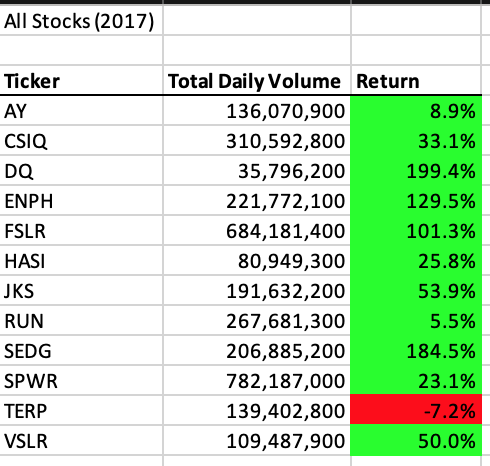 All Stocks (2017)
Ticker Total Daily Volume Return
AY 136,070,900 8.9%
CSIQ 310,592,800 33.1%
DQ 35,796,200 199.4%
ENPH 221,772,100 129.5%
FSLR 684,181,400 101.3%
HASI 80,949,300 25.8%
JKS 191,632,200 53.9%
RUN 267,681,300 5.5%
SEDG 206,885,200 184.5%
SPWR 782,187,000 23.1%
TERP 139,402,800 -7.2%
VSLR 109,487,900 50.0%